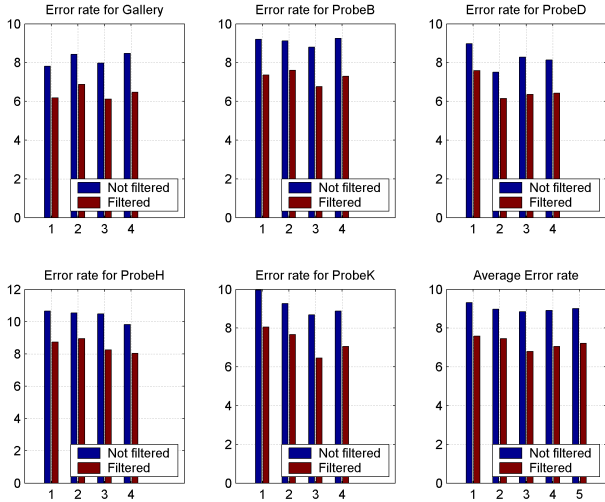 Error rate for Gallery
10
8
6
4
2
0
Not filtered
Filtered
1 2 3 4
Error rate for ProbeB
10
8
6
4
2
0
Not filtered
Filtered
1 2 3 4
Error rate for ProbeD
10
8
6
4
2
0
Not filtered
Filtered
1 2 3 4
Error rate for ProbeH
12
10
8
6
4
2
0
Not filtered
Filtered
1 2 3 4
Error rate for ProbeK
10
8
6
4
2
0
Not filtered
Filtered
1 2 3 4
Average Error rate
10
8
6
4
2
0
Not filtered
Filtered
1 2 3 4 5